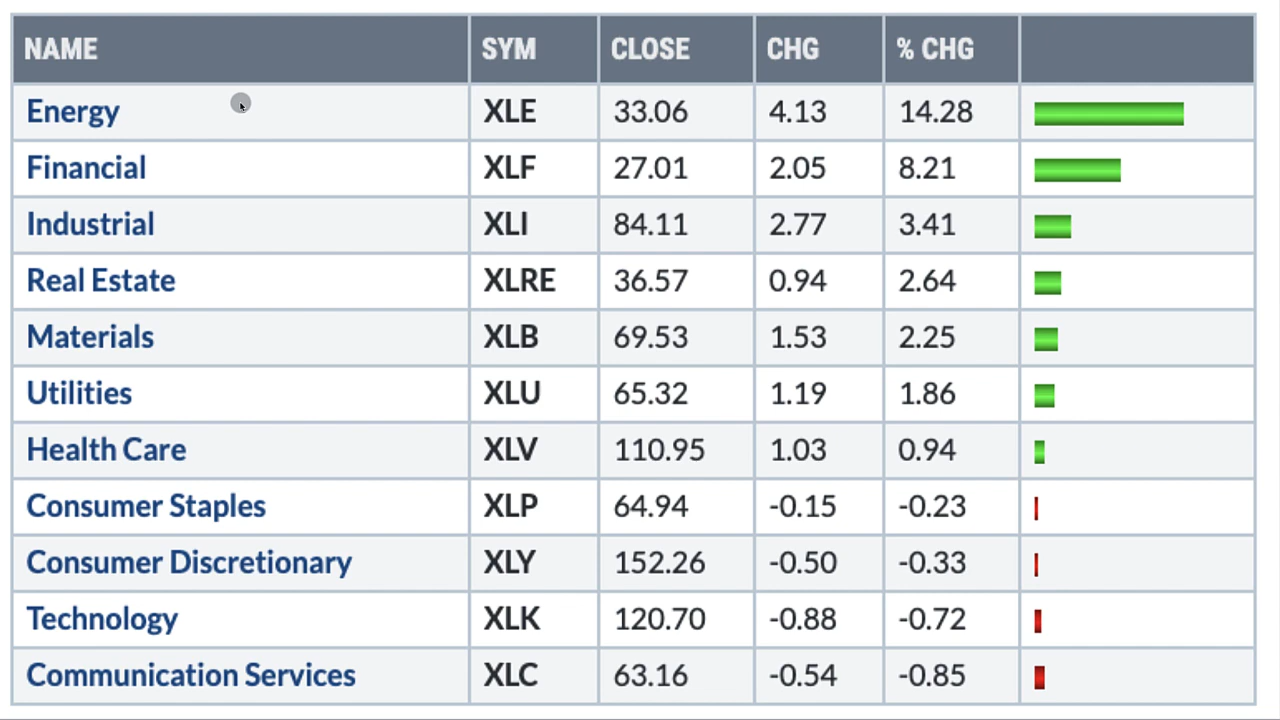 NAME SYM CLOSE CHG % CHG
Energy XLE 33.06 4.13 14.28
Financial XLF 27.01 2.05 8.21
Industrial XLI 84.11 2.77 3.41
Real Estate XLRE 36.57 0.94 2.64
Materials XLB 69.53 1.53 2.25
Utilities XLU 65.32 1.19 1.86
Health Care XLV 110.95 1.03 0.94
Consumer Staples XLP 64.94 -0.15 -0.23
Consumer Discretionary XLY 152.26 -0.50 -0.33
Technology XLK 120.70 -0.88 -0.72
Communication Services XLC 63.16 -0.54 -0.85